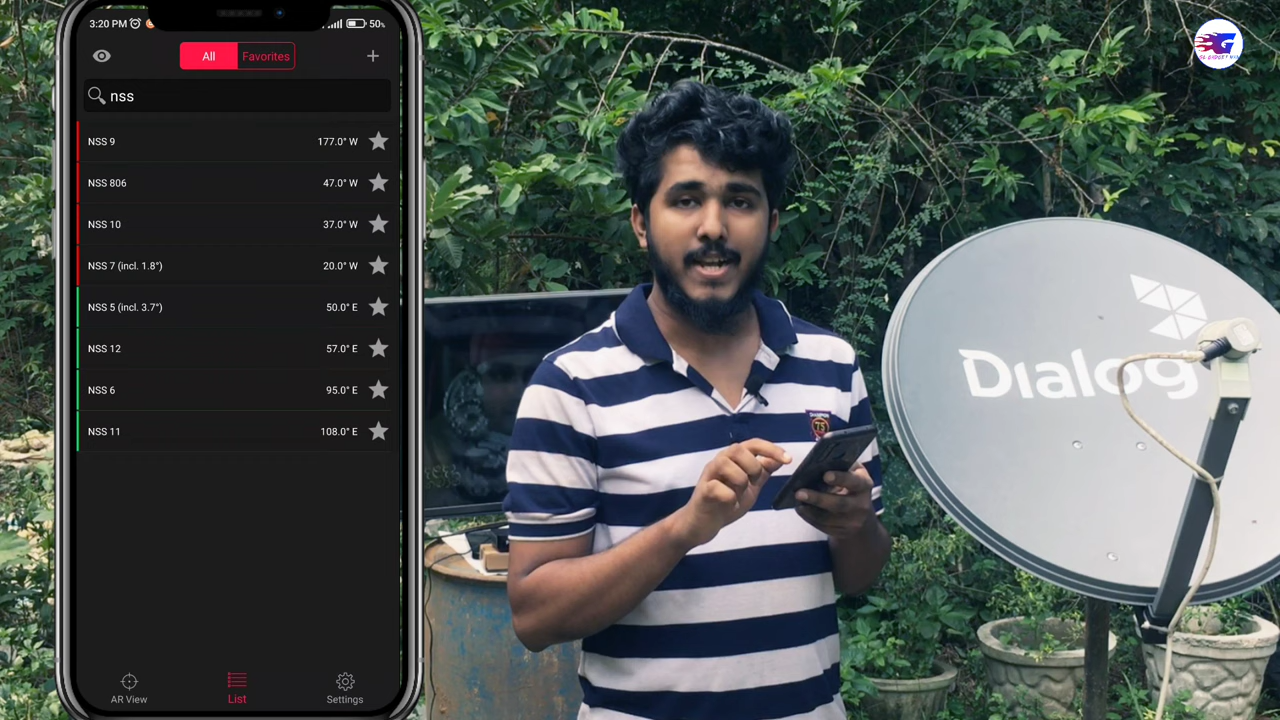 3:20 PM
50%
All
Favorites
nss
NSS 9
177.0° W
NSS 806
47.0° W
NSS 10
37.0° W
NSS 7 (incl. 1.8°)
20.0° W
NSS 5 (incl. 3.7°)
50.0° E
NSS 12
57.0° E
NSS 6
95.0° E
NSS 11
108.0° E
AR View
List
Settings
Dialog
75
G